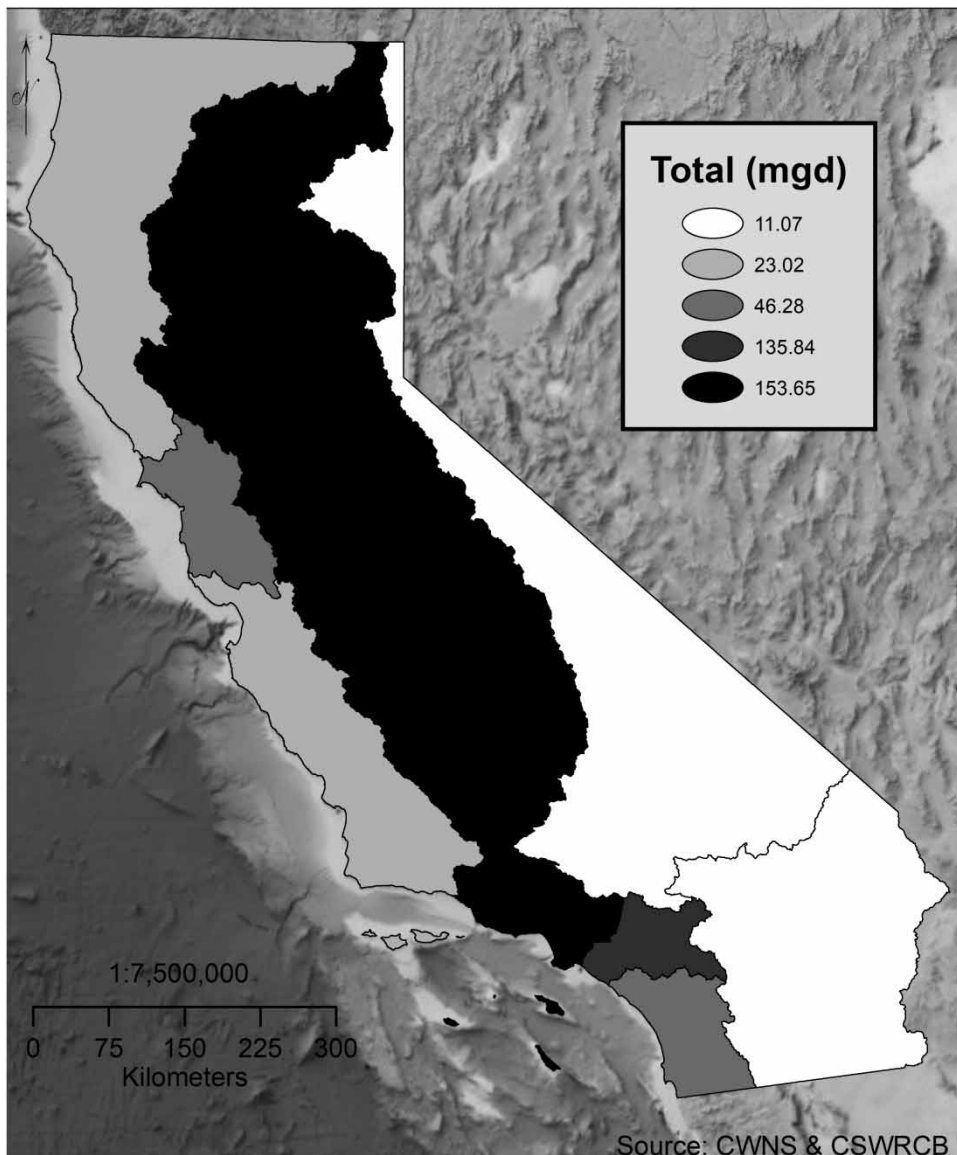 N
Total (mgd)
11.07
23.02
46.28
135.84
153.65
1:7,500,000
0 75 150 225 300
Kilometers
Source: CWNS & CSWRCB